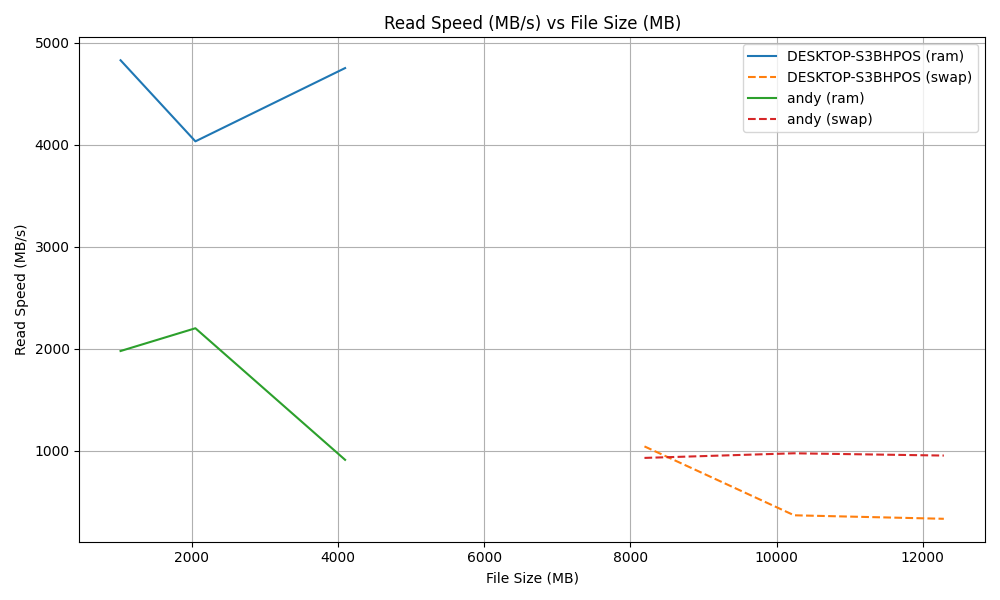 Read Speed (MB/s) vs File Size (MB)
5000
4000
3000
2000
1000
Read Speed (MB/s)
DESKTOP-S3BHPOS (ram)
DESKTOP-S3BHPOS (swap)
andy (ram)
andy (swap)
2000
4000
6000
8000
10000
12000
File Size (MB)